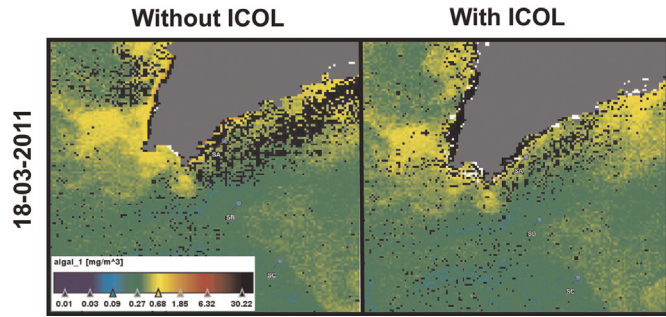 Without ICOL
With ICOL
18-03-2011
SA
SB
SC
SB
SC
algal_1 [mg/m^3]
0.01 0.03 0.09 0.27 0.68 1.85 6.32 30.22